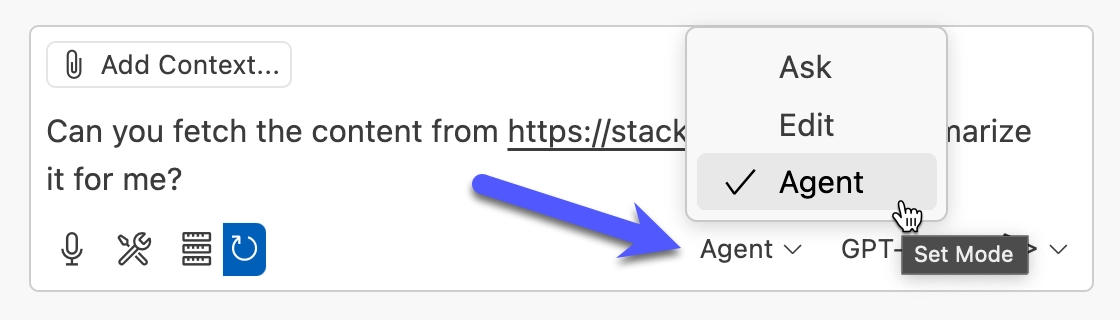 Add Context...
Ask
Edit
Agent
Can you fetch the content from https://stack
it for me?
Agent
GPT-
Set Mode